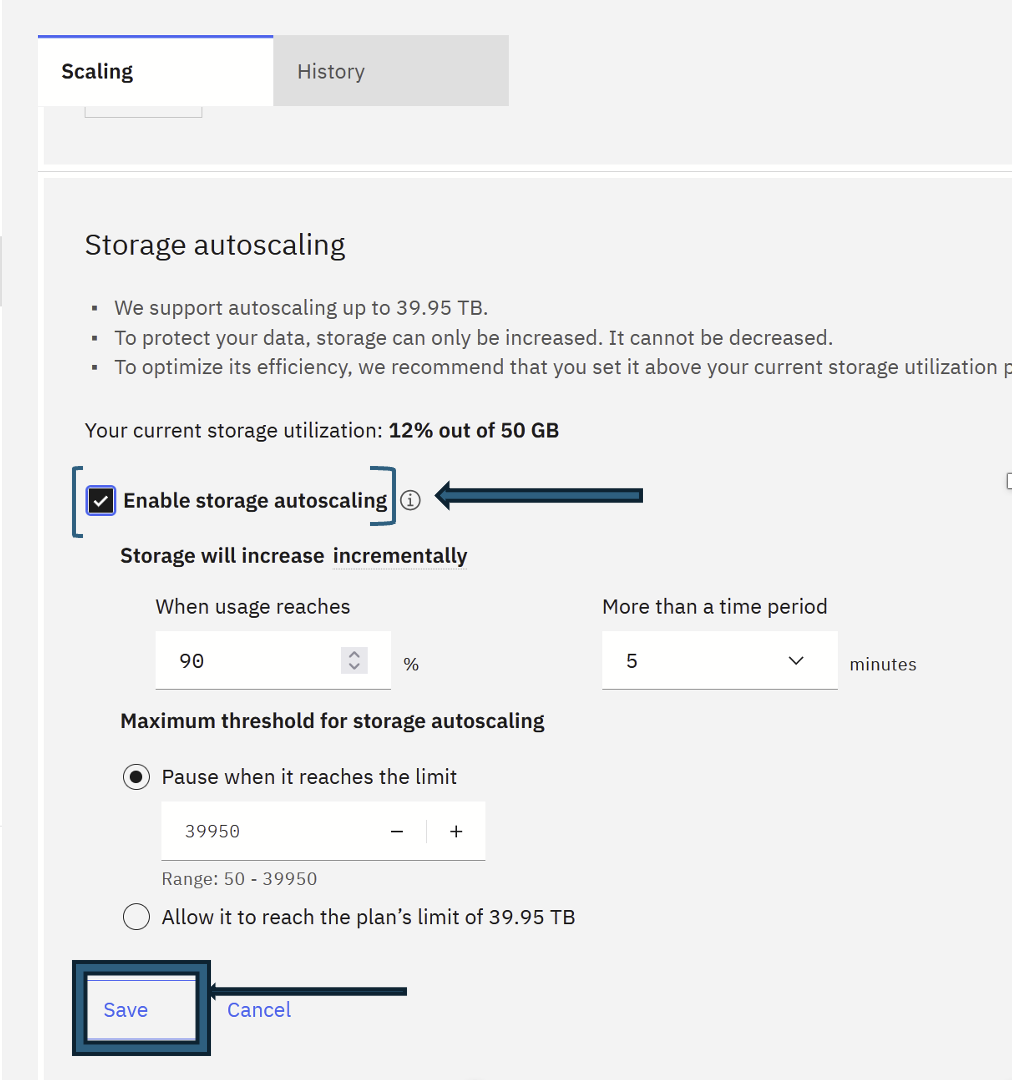 Scaling
History
Storage autoscaling
▪ We support autoscaling up to 39.95 TB.
▪ To protect your data, storage can only be increased. It cannot be decreased.
▪ To optimize its efficiency, we recommend that you set it above your current storage utilization
Your current storage utilization: 12% out of 50 GB
Enable storage autoscaling
Storage will increase incrementally
When usage reaches
More than a time period
90
%
5
minutes
Maximum threshold for storage autoscaling
Pause when it reaches the limit
39950
Range: 50 - 39950
Allow it to reach the plan’s limit of 39.95 TB
Save
Cancel